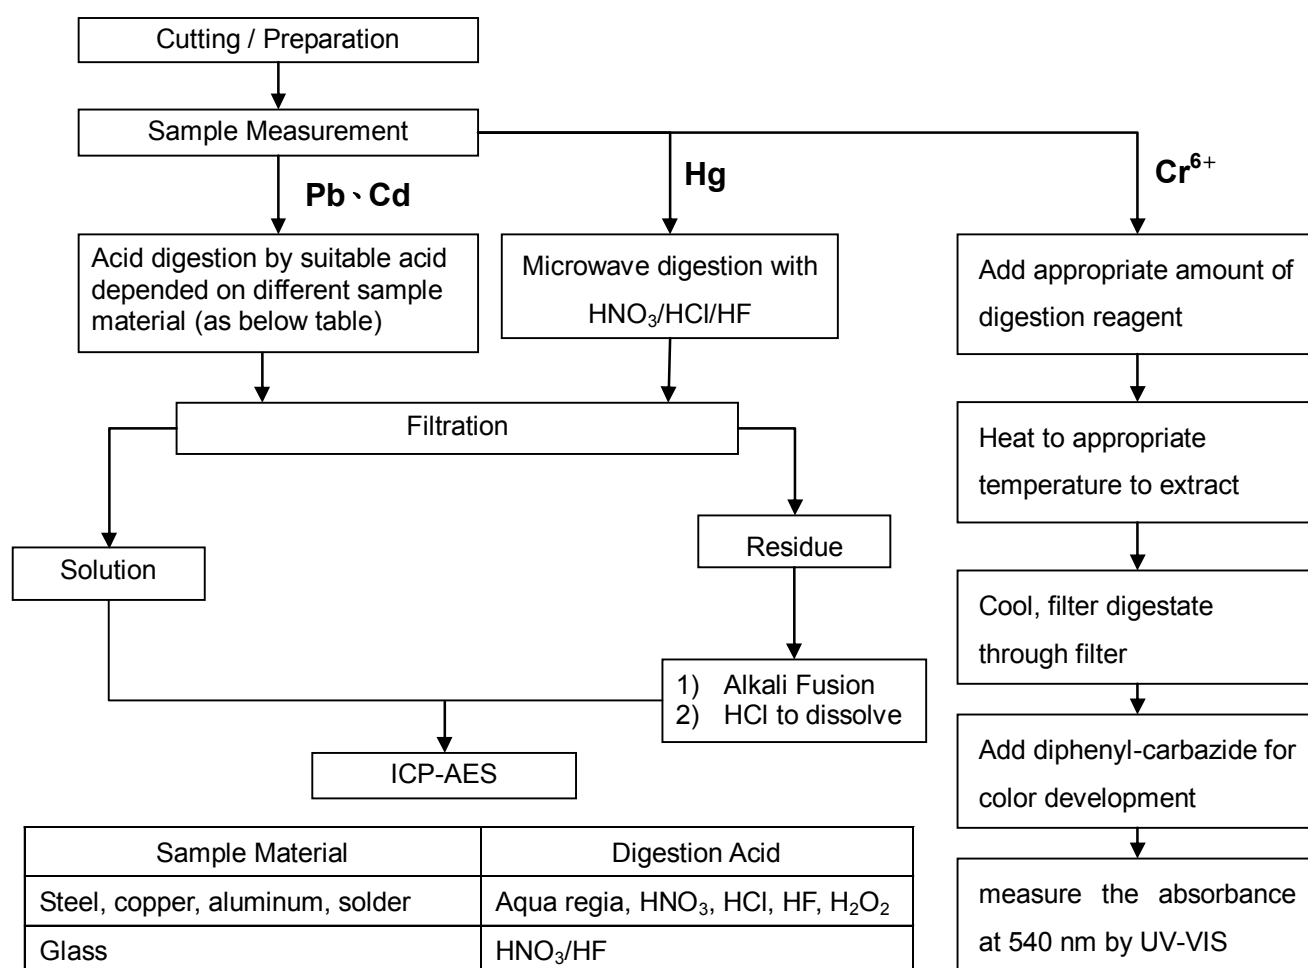 Cutting / Preparation
Sample Measurement
Pb、Cd
Hg
Cr⁶⁺
Acid digestion by suitable acid
depended on different sample
material (as below table)
Microwave digestion with
HNO₃/HCl/HF
Add appropriate amount of
digestion reagent
Filtration
Heat to appropriate
temperature to extract
Solution
Residue
Cool, filter digestate
through filter
1) Alkali Fusion
2) HCl to dissolve
ICP-AES
Add diphenyl-carbazide for
color development
measure the absorbance
at 540 nm by UV-VIS
Sample Material Digestion Acid
Steel, copper, aluminum, solder Aqua regia, HNO₃, HCl, HF, H₂O₂
Glass HNO₃/HF